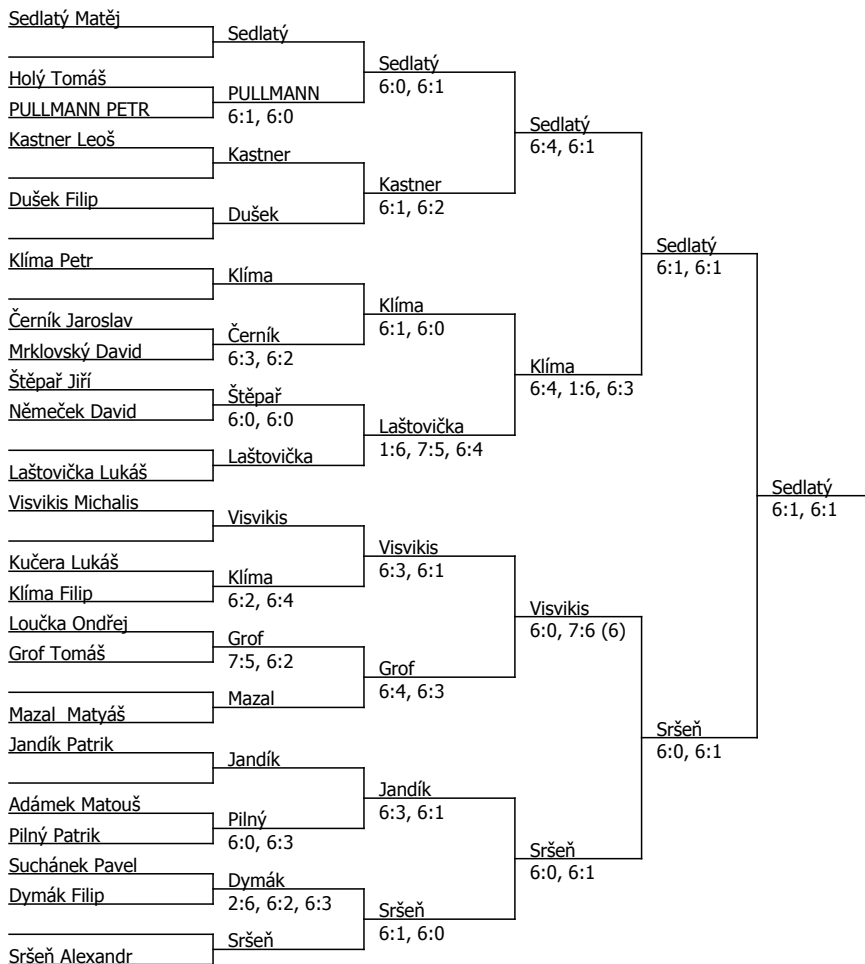 Sedlatý Matěj
Sedlatý
Sedlatý
6:0, 6:1
Holý Tomáš
PULLMANN
PULLMANN PETR
6:1, 6:0
Sedlatý
6:4, 6:1
Kastner Leoš
Kastner
Kastner
6:1, 6:2
Dušek Filip
Dušek
Sedlatý
6:1, 6:1
Klíma Petr
Klíma
Klíma
6:1, 6:0
Černík Jaroslav
Černík
Mrklovský David
6:3, 6:2
Klíma
6:4, 1:6, 6:3
Štěpař Jiří
Štěpař
Němeček David
6:0, 6:0
Laštovička
1:6, 7:5, 6:4
Laštovička
Laštovička Lukáš
Sedlatý
6:1, 6:1
Visvikis Michalis
Visvikis
Visvikis
6:3, 6:1
Kučera Lukáš
Klíma
Klíma Filip
6:2, 6:4
Visvikis
6:0, 7:6 (6)
Loučka Ondřej
Grof
Grof Tomáš
7:5, 6:2
Grof
6:4, 6:3
Mazal
Mazal Matyáš
Sršeň
6:0, 6:1
Jandík Patrik
Jandík
Jandík
6:3, 6:1
Adámek Matouš
Pilný
Pilný Patrik
6:0, 6:3
Sršeň
6:0, 6:1
Suchánek Pavel
Dymák
Dymák Filip
2:6, 6:2, 6:3
Sršeň
6:1, 6:0
Sršeň
Sršeň Alexandr